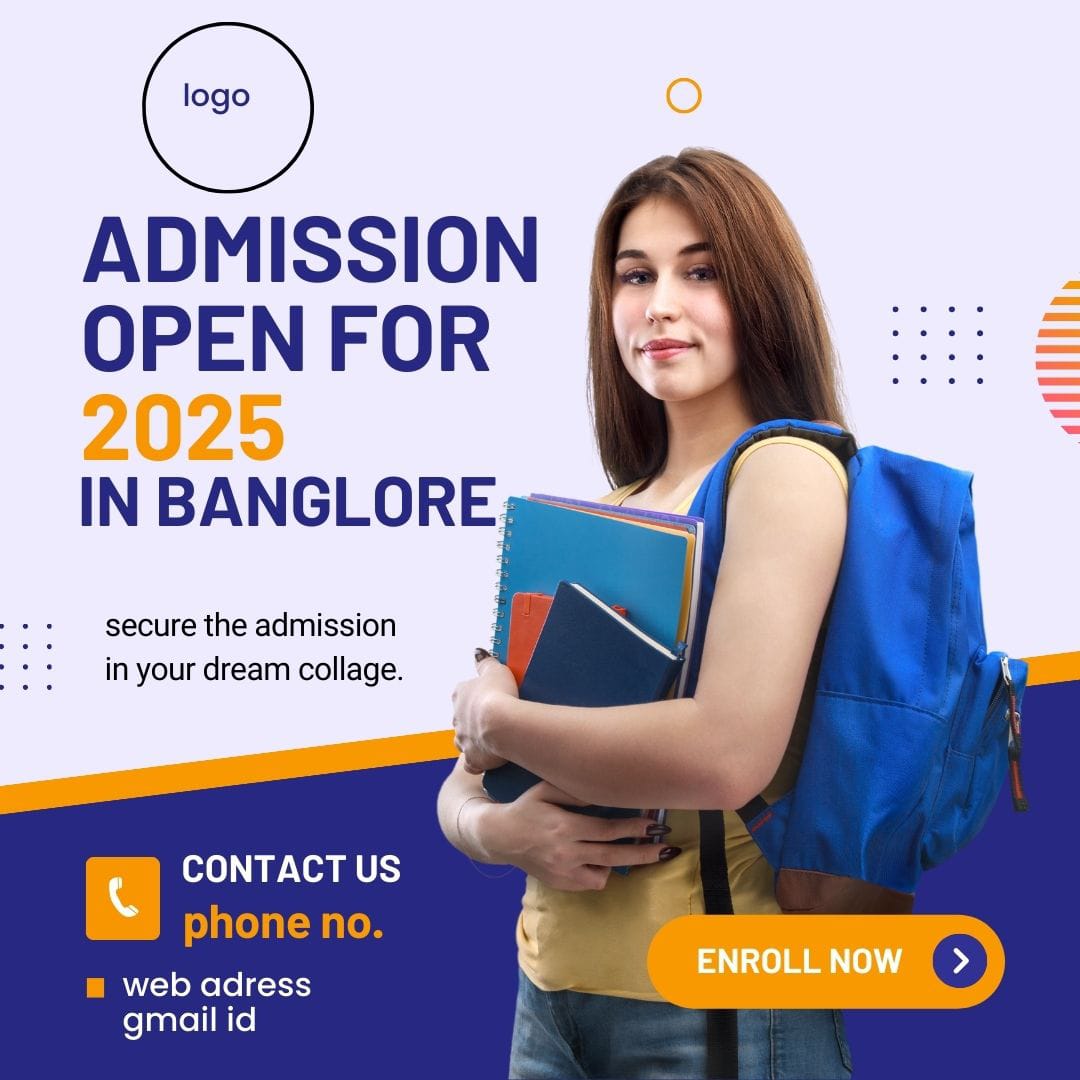 logo
ADMISSION
OPEN FOR
2025
IN BANGLORE
secure the admission
in your dream collage.
CONTACT US
phone no.
web adress
gmail id
ENROLL NOW